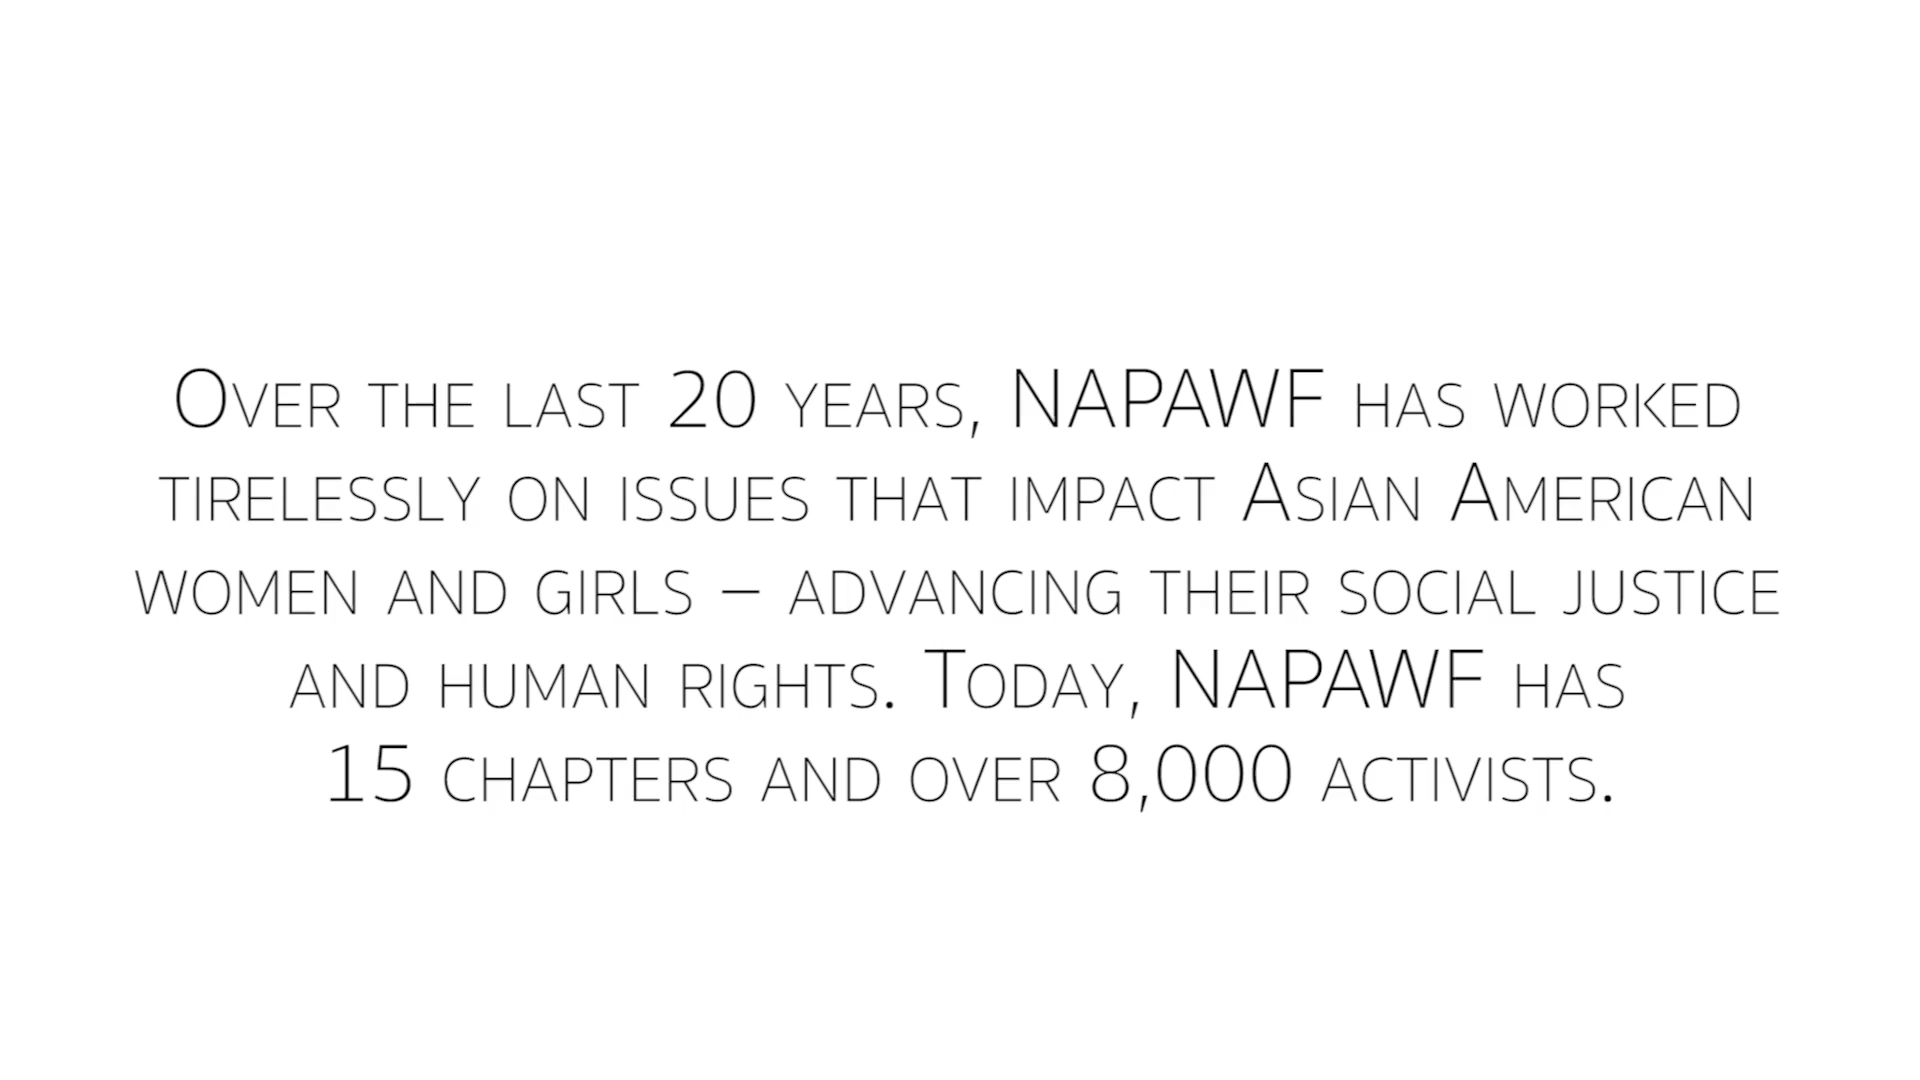 Over the last 20 years, NAPAWF has worked
tirelessly on issues that impact Asian American
women and girls – advancing their social justice
and human rights. Today, NAPAWF has
15 chapters and over 8,000 activists.